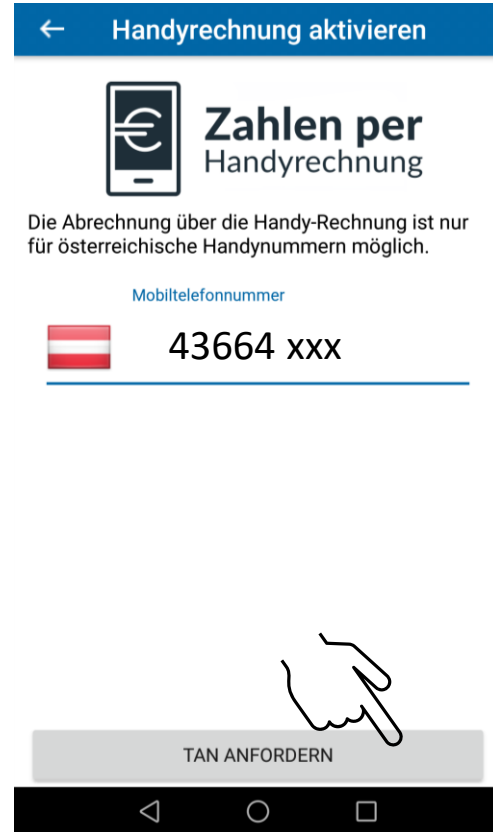 Handyrechnung aktivieren
Zahlen per
Handyrechnung
Die Abrechnung über die Handy-Rechnung ist nur
für österreichische Handynummern möglich.
Mobiltelefonnummer
43664 xxx
TAN ANFORDERN